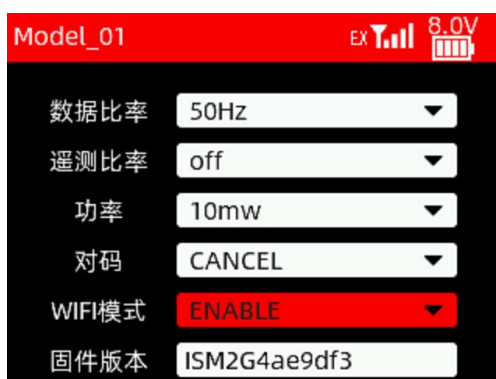 Model_01 EX 8.0V
数据比率 50Hz
遥测比率 off
功率 10mw
对码 CANCEL
WIFI模式 ENABLE
固件版本 ISM2G4ae9df3